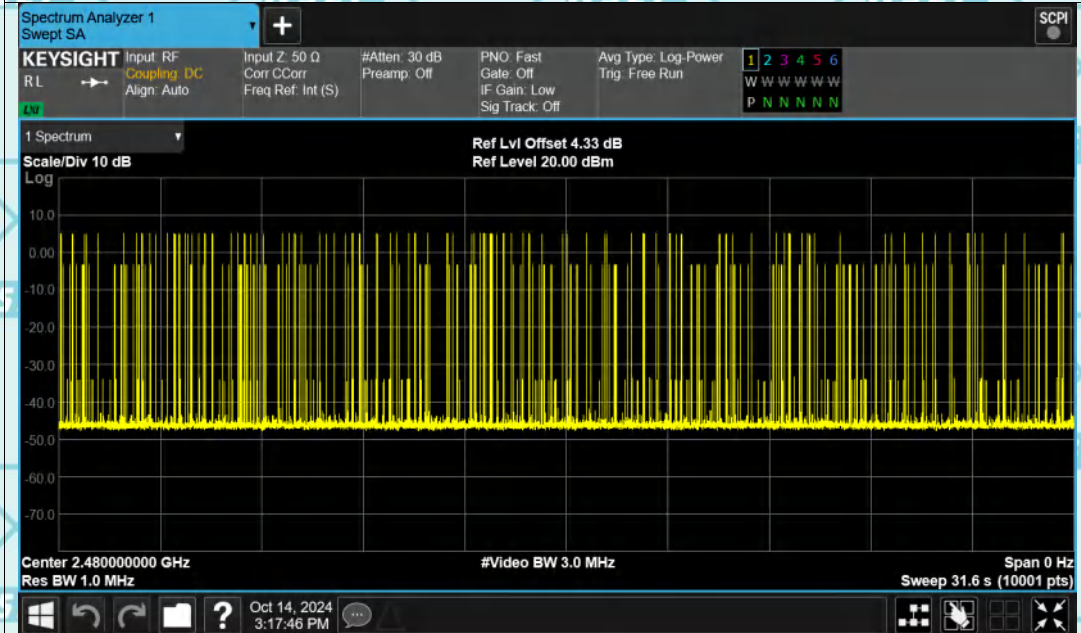 Spectrum Analyzer 1
Swept SA
+
SCPI
KEYSIGHT
R L
LXI
Input: RF
Coupling: DC
Align: Auto
Input Z: 50 Ω
Corr CCorr
Freq Ref: Int (S)
#Atten: 30 dB
Preamp: Off
PNO: Fast
Gate: Off
IF Gain: Low
Sig Track: Off
Avg Type: Log-Power
Trig: Free Run
1 2 3 4 5 6
W W W W W W
P N N N N N
1 Spectrum
Scale/Div 10 dB
Log
Ref Lvl Offset 4.33 dB
Ref Level 20.00 dBm
10.0
0.00
-10.0
-20.0
-30.0
-40.0
-50.0
-60.0
-70.0
Center 2.480000000 GHz
Res BW 1.0 MHz
#Video BW 3.0 MHz
Span 0 Hz
Sweep 31.6 s (10001 pts)
?
Oct 14, 2024
3:17:46 PM